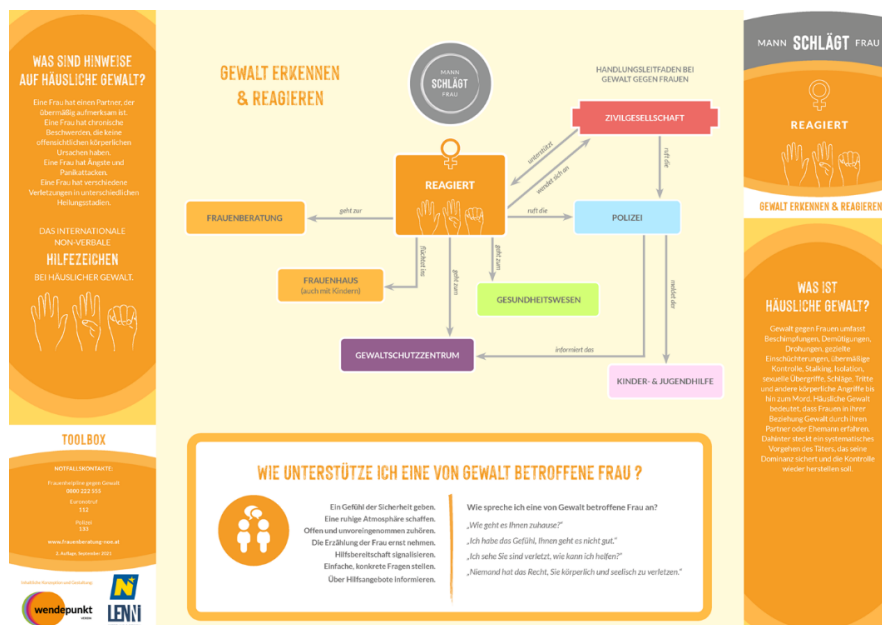 WAS SIND HINWEISE
AUF HÄUSLICHE GEWALT?
Eine Frau hat einen Partner, der
übermäßig aufmerksam ist.
Eine Frau hat chronische
Beschwerden, die keine
offensichtlichen körperlichen
Ursachen haben.
Eine Frau hat Ängste und
Panikattacken.
Eine Frau hat verschiedene
Verletzungen in unterschiedlichen
Heilungsstadien.
DAS INTERNATIONALE
NON-VERBALE
HILFEZEICHEN
BEI HÄUSLICHER GEWALT.
TOOLBOX
NOTFALLKONTAKTE:
Frauenhelpline gegen Gewalt
0800 222 555
Euronotruf
112
Polizei
133
www.frauenberatung-noe.at
2. Auflage, September 2021
Inhaltliche Konzeption und Gestaltung
wendepunkt
VEREIN
N
LENNI
GEWALT ERKENNEN
& REAGIEREN
MANN
SCHLÄGT
FRAU
HANDLUNGSLEITFADEN BEI
GEWALT GEGEN FRAUEN
ZIVILGESELLSCHAFT
unterstützt
wendet sich an
ruft die
REAGIERT
FRAUENBERATUNG
geht zur
ruft die
POLIZEI
flüchtet ins
geht zum
geht zum
meldet der
FRAUENHAUS
(auch mit Kindern)
GESUNDHEITSWESEN
GEWALTSCHUTZZENTRUM
informiert das
KINDER- & JUGENDHILFE
WIE UNTERSTÜTZE ICH EINE VON GEWALT BETROFFENE FRAU ?
Ein Gefühl der Sicherheit geben.
Eine ruhige Atmosphäre schaffen.
Offen und unvoreingenommen zuhören.
Die Erzählung der Frau ernst nehmen.
Hilfsbereitschaft signalisieren.
Einfache, konkrete Fragen stellen.
Über Hilfsangebote informieren.
Wie spreche ich eine von Gewalt betroffene Frau an?
„Wie geht es Ihnen zuhause?"
„Ich habe das Gefühl, Ihnen geht es nicht gut."
„Ich sehe Sie sind verletzt, wie kann ich helfen?"
„Niemand hat das Recht, Sie körperlich und seelisch zu verletzen."
MANN SCHLÄGT FRAU
REAGIERT
GEWALT ERKENNEN & REAGIEREN
WAS IST
HÄUSLICHE GEWALT?
Gewalt gegen Frauen umfasst
Beschimpfungen, Demütigungen,
Drohungen, gezielte
Einschüchterungen, übermäßige
Kontrolle, Stalking, Isolation,
sexuelle Übergriffe, Schläge, Tritte
und andere körperliche Angriffe bis
hin zum Mord. Häusliche Gewalt
bedeutet, dass Frauen in ihrer
Beziehung Gewalt durch ihren
Partner oder Ehemann erfahren.
Dahinter steckt ein systematisches
Vorgehen des Täters, das seine
Dominanz sichert und die Kontrolle
wieder herstellen soll.